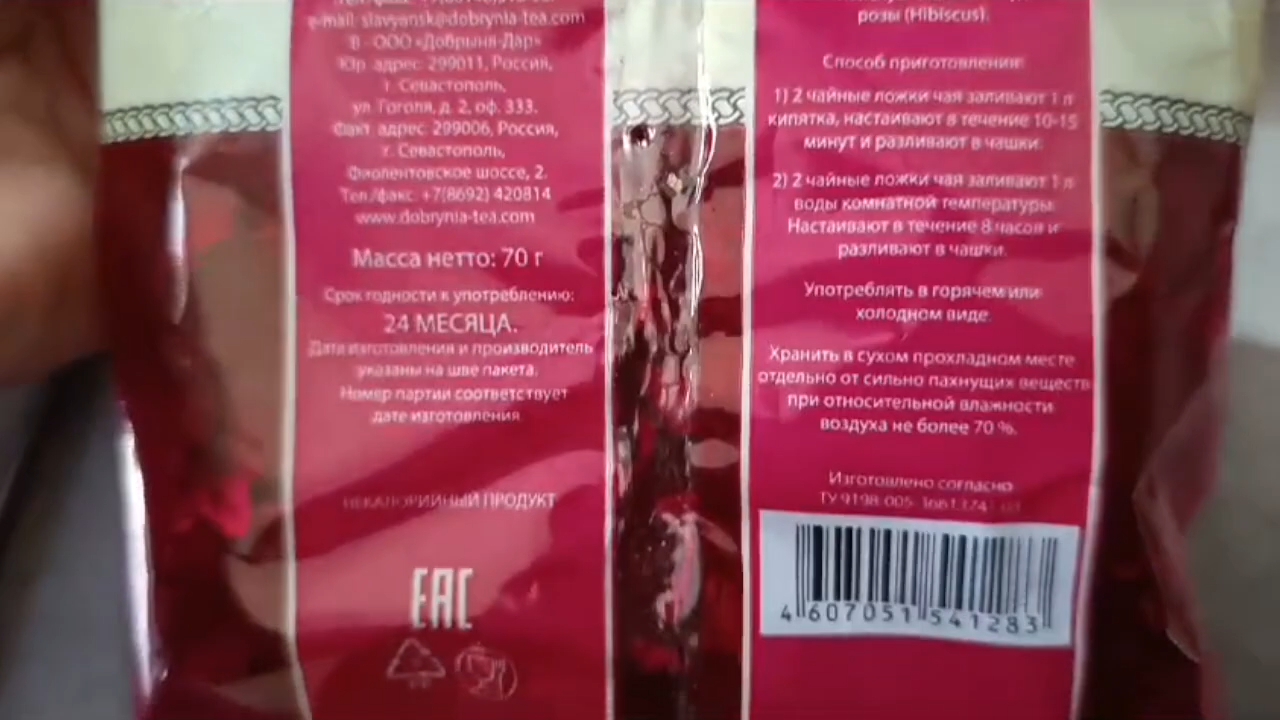 e-mail: slavyansk@dobrynia-tea.com
В - ООО «Добрыня-Дар»
Юр. адрес: 299011, Россия,
г. Севастополь,
ул. Гоголя, д. 2, оф. 333.
Факт. адрес: 299006, Россия,
г. Севастополь,
Фиолентовское шоссе, 2.
Тел./факс: +7(8692) 420814
www.dobrynia-tea.com
Масса нетто: 70 г
Срок годности к употреблению:
24 МЕСЯЦА.
Дата изготовления и производитель
указаны на шве пакета.
Номер партии соответствует
дате изготовления
НЕКАЛОРИЙНЫЙ ПРОДУКТ
EAC
розы (Hibiscus).
Способ приготовления:
1) 2 чайные ложки чая заливают 1 л
кипятка, настаивают в течение 10-15
минут и разливают в чашки.
2) 2 чайные ложки чая заливают 1 л
воды комнатной температуры.
Настаивают в течение 8 часов и
разливают в чашки.
Употреблять в горячем или
холодном виде.
Хранить в сухом прохладном месте
отдельно от сильно пахнущих веществ
при относительной влажности
воздуха не более 70 %.
Изготовлено согласно
ТУ 9198-005-
4 607051 541283